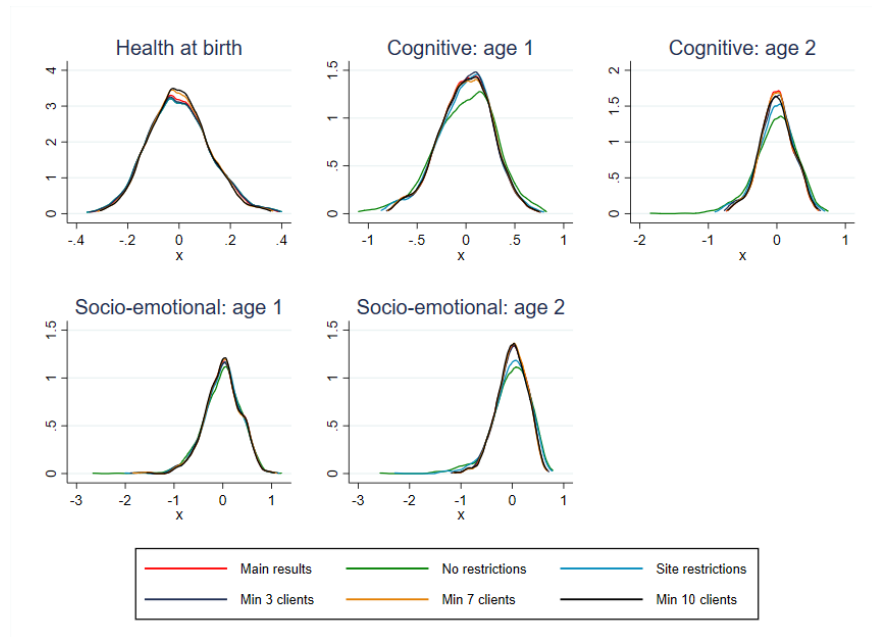 Health at birth
4
3
2
1
0
-.4 -.2 0 .2 .4
x
Cognitive: age 1
1.5
1
.5
0
-1 -.5 0 .5 1
x
Cognitive: age 2
2
1.5
1
.5
0
-2 -1 0 1
x
Socio-emotional: age 1
1.5
1
.5
0
-3 -2 -1 0 1
x
Socio-emotional: age 2
1.5
1
.5
0
-3 -2 -1 0 1
x
Main results No restrictions Site restrictions
Min 3 clients Min 7 clients Min 10 clients